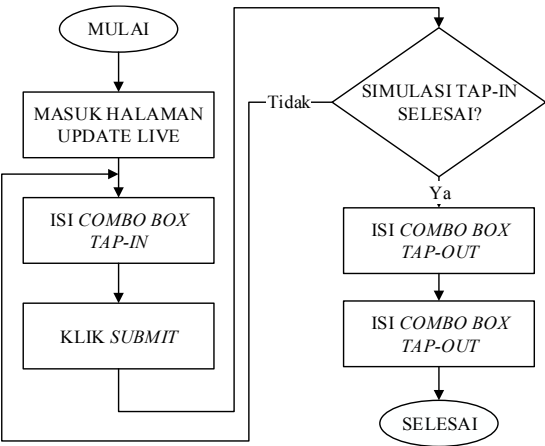 MULAI
MASUK HALAMAN
UPDATE LIVE
ISI COMBO BOX
TAP-IN
KLIK SUBMIT
SIMULASI TAP-IN
SELESAI?
Tidak
Ya
ISI COMBO BOX
TAP-OUT
ISI COMBO BOX
TAP-OUT
SELESAI